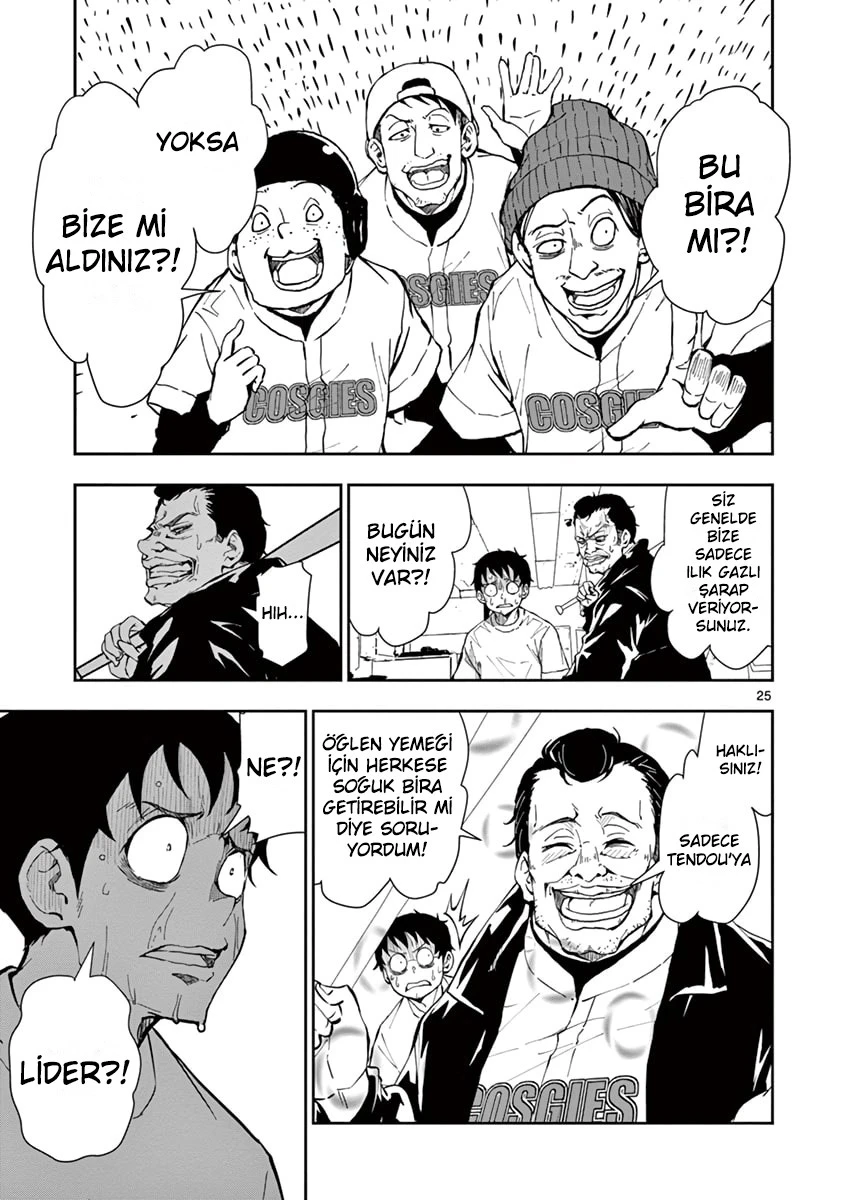 BU
BİRA
MI?!
YOKSA
BİZE Mİ
ALDINIZ?!
COSGIES
COSGIES
COSGIES
SİZ
GENELDE
BİZE
SADECE
ILIK GAZLI
ŞARAP
VERİYOR-
SUNUZ.
BUGÜN
NEYİNİZ
VAR?!
HIH...
25
HAKLI-
SINIZ!
SADECE
TENDOU'YA
ÖĞLEN YEMEĞİ
İÇİN HERKESE
SOĞUK BİRA
GETİREBİLİR Mİ
DİYE SORU-
YORDUM!
COSGIES
NE?!
LİDER?!